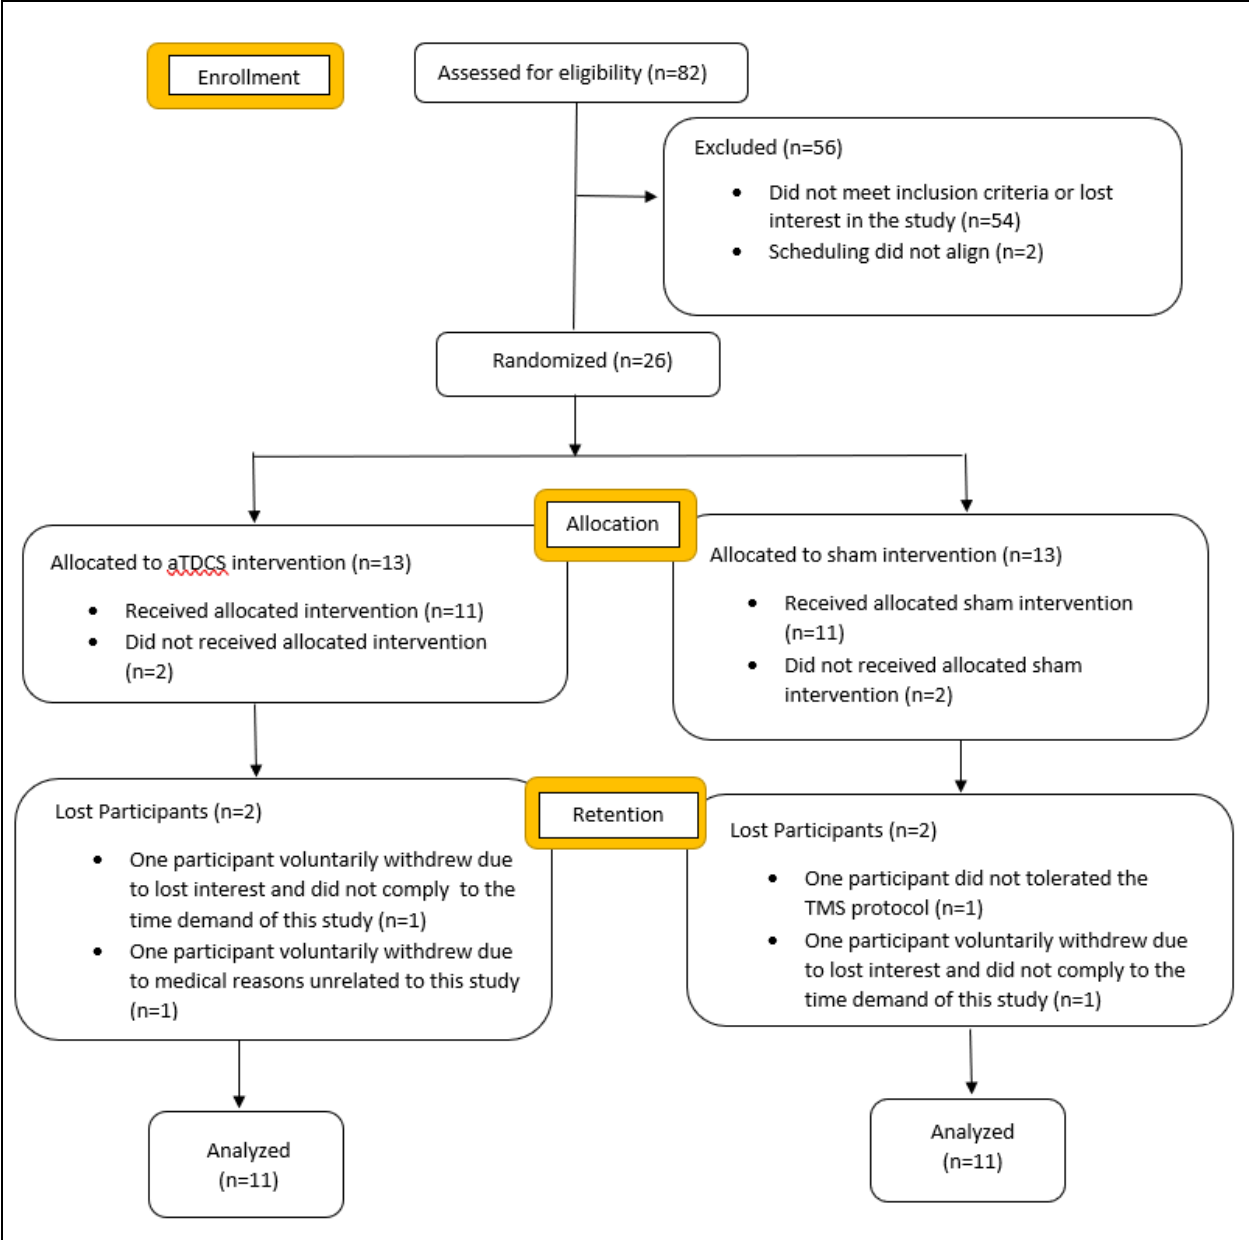 Enrollment
Assessed for eligibility (n=82)
Excluded (n=56)
• Did not meet inclusion criteria or lost
interest in the study (n=54)
• Scheduling did not align (n=2)
Randomized (n=26)
Allocation
Allocated to aTDCS intervention (n=13)
• Received allocated intervention (n=11)
• Did not received allocated intervention
(n=2)
Allocated to sham intervention (n=13)
• Received allocated sham intervention
(n=11)
• Did not received allocated sham
intervention (n=2)
Retention
Lost Participants (n=2)
• One participant voluntarily withdrew due
to lost interest and did not comply  to the
time demand of this study (n=1)
• One participant voluntarily withdrew due
to medical reasons unrelated to this study
(n=1)
Lost Participants (n=2)
• One participant did not tolerated the
TMS protocol (n=1)
• One participant voluntarily withdrew due
to lost interest and did not comply to the
time demand of this study (n=1)
Analyzed
(n=11)
Analyzed
(n=11)